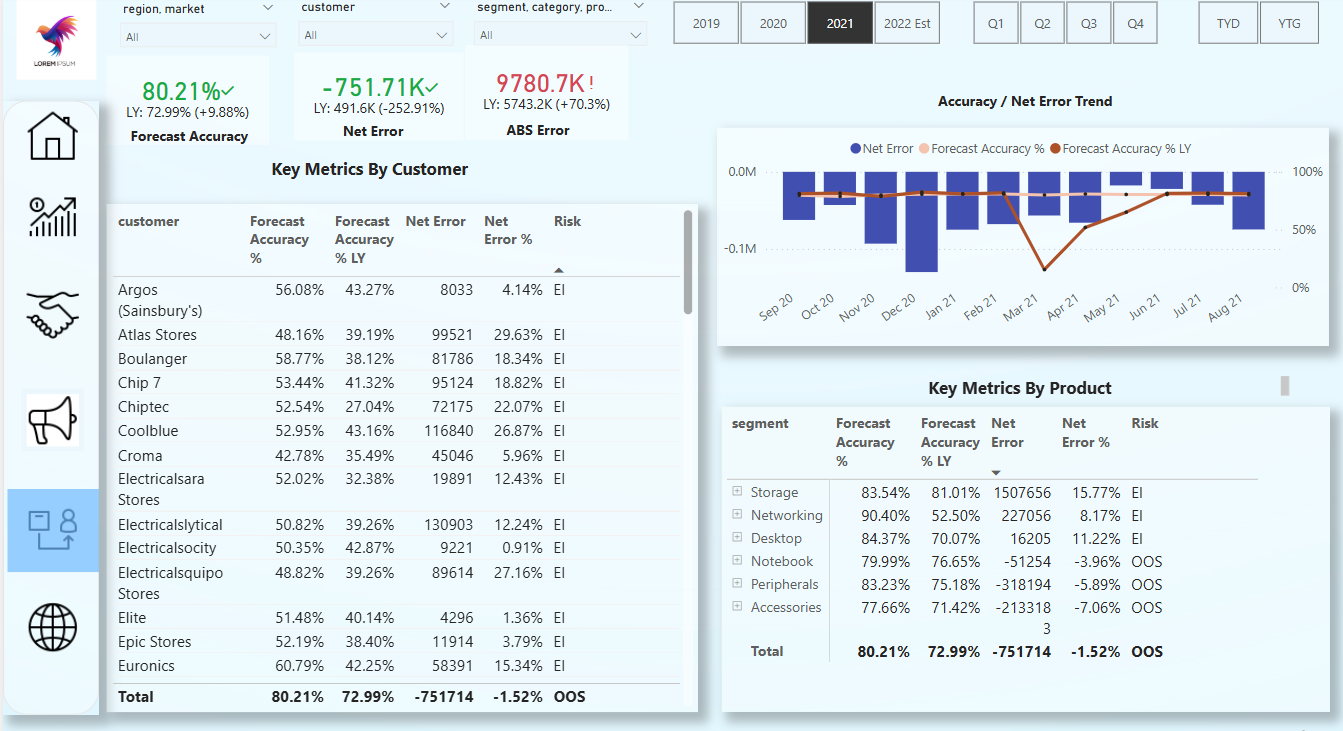 LOREM IPSUM
region, market
All
customer
All
segment, category, pro...
All
2019 2020 2021 2022 Est
Q1 Q2 Q3 Q4
TYD YTG
80.21%
LY: 72.99% (+9.88%)
Forecast Accuracy
-751.71K
LY: 491.6K (-252.91%)
Net Error
9780.7K!
LY: 5743.2K (+70.3%)
ABS Error
Key Metrics By Customer
customer Forecast Accuracy % Forecast Accuracy % LY Net Error Net Error % Risk
Argos (Sainsbury's) 56.08% 43.27% 8033 4.14% EI
Atlas Stores 48.16% 39.19% 99521 29.63% EI
Boulanger 58.77% 38.12% 81786 18.34% EI
Chip 7 53.44% 41.32% 95124 18.82% EI
Chiptec 52.54% 27.04% 72175 22.07% EI
Coolblue 52.95% 43.16% 116840 26.87% EI
Croma 42.78% 35.49% 45046 5.96% EI
Electricalsara Stores 52.02% 32.38% 19891 12.43% EI
Electricalslytical 50.82% 39.26% 130903 12.24% EI
Electricalsocity 50.35% 42.87% 9221 0.91% EI
Electricalsquipo Stores 48.82% 39.26% 89614 27.16% EI
Elite 51.48% 40.14% 4296 1.36% EI
Epic Stores 52.19% 38.40% 11914 3.79% EI
Euronics 60.79% 42.25% 58391 15.34% EI
Total 80.21% 72.99% -751714 -1.52% OOS
Accuracy / Net Error Trend
Net Error Forecast Accuracy % Forecast Accuracy % LY
0.0M
-0.1M
100%
50%
0%
Sep 20 Oct 20 Nov 20 Dec 20 Jan 21 Feb 21 Mar 21 Apr 21 May 21 Jun 21 Jul 21 Aug 21
Key Metrics By Product
segment Forecast Accuracy % Forecast Accuracy % LY Net Error Net Error % Risk
Storage 83.54% 81.01% 1507656 15.77% EI
Networking 90.40% 52.50% 227056 8.17% EI
Desktop 84.37% 70.07% 16205 11.22% EI
Notebook 79.99% 76.65% -51254 -3.96% OOS
Peripherals 83.23% 75.18% -318194 -5.89% OOS
Accessories 77.66% 71.42% -2133183 -7.06% OOS
Total 80.21% 72.99% -751714 -1.52% OOS